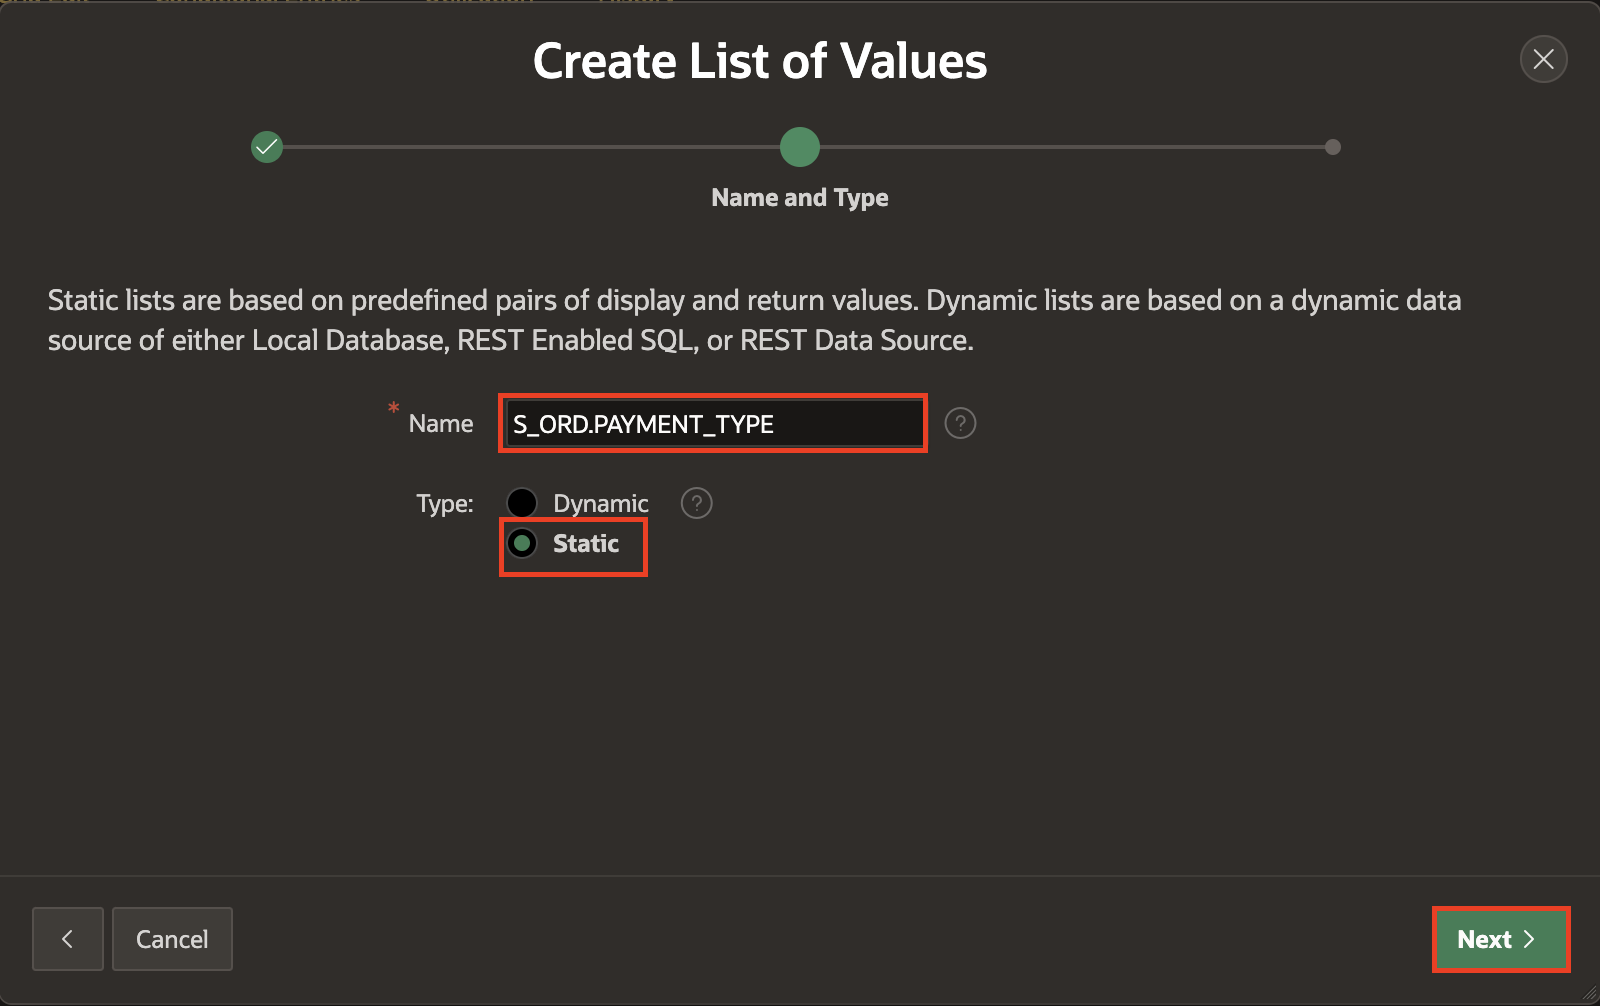 Create List of Values
Name and Type
Static lists are based on predefined pairs of display and return values. Dynamic lists are based on a dynamic data
source of either Local Database, REST Enabled SQL, or REST Data Source.
* Name S_ORD.PAYMENT_TYPE ?
Type: Dynamic ?
Static
Cancel Next